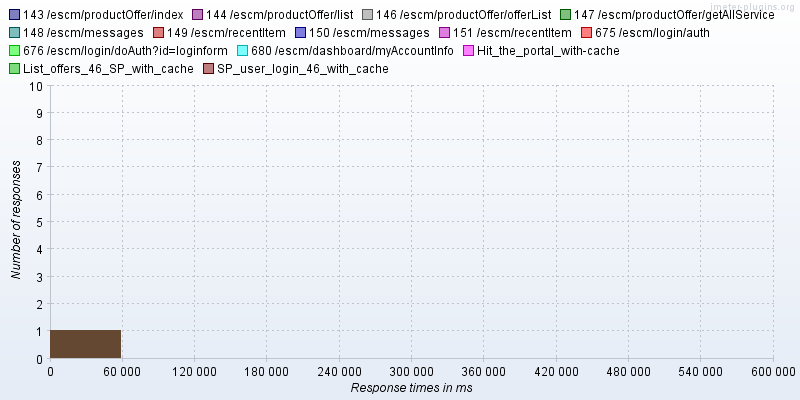 jmeter-plugins.org
143 /escm/productOffer/index 144 /escm/productOffer/list 146 /escm/productOffer/offerList 147 /escm/productOffer/getAllService
148 /escm/messages 149 /escm/recentItem 150 /escm/messages 151 /escm/recentItem 675 /escm/login/auth
676 /escm/login/doAuth?id=loginform 680 /escm/dashboard/myAccountInfo Hit_the_portal_with-cache
List_offers_46_SP_with_cache SP_user_login_46_with_cache
Number of responses
10
9
8
7
6
5
4
3
2
1
0
0 60 000 120 000 180 000 240 000 300 000 360 000 420 000 480 000 540 000 600 000
Response times in ms